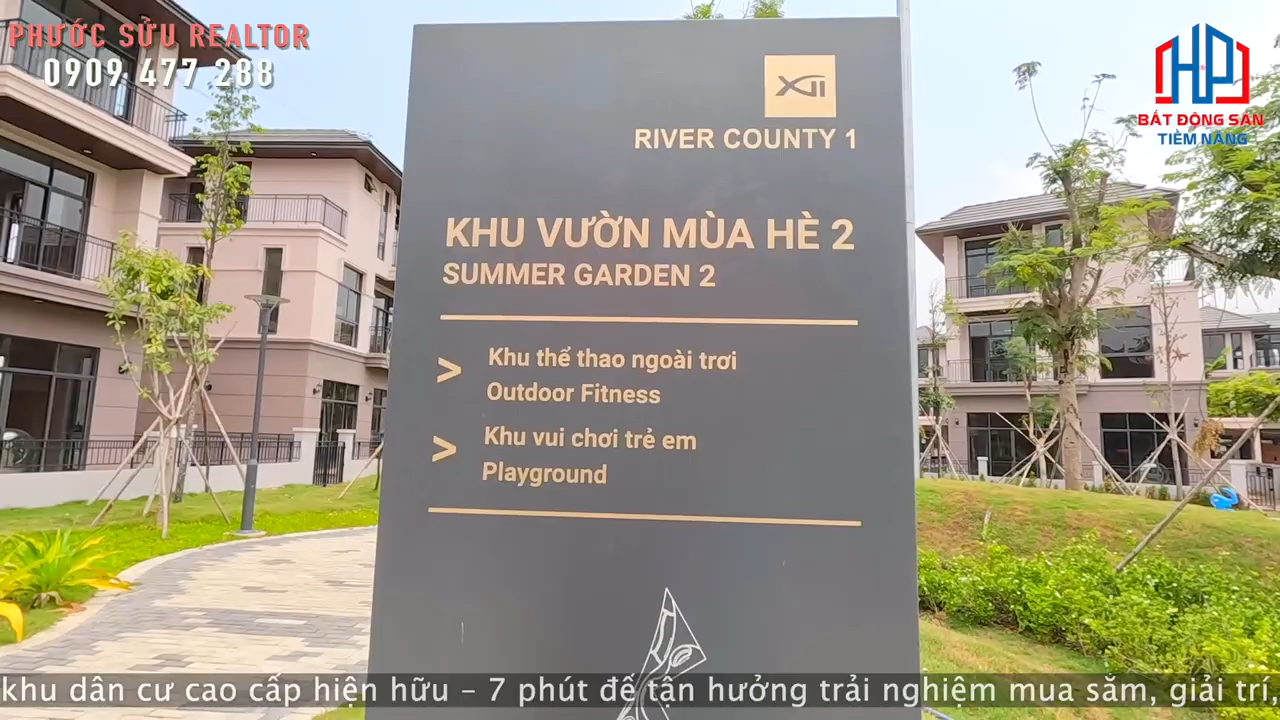 PHƯỚC SỬU REALTOR
0909.477.288
HP
BẤT ĐỘNG SẢN
TIỀM NĂNG
XII
RIVER COUNTY 1
KHU VƯỜN MÙA HÈ 2
SUMMER GARDEN 2
> Khu thể thao ngoài trơi
Outdoor Fitness
> Khu vui chơi trẻ em
Playground
khu dân cư cao cấp hiện hữu – 7 phút để tận hưởng trải nghiệm mua sắm, giải trí,